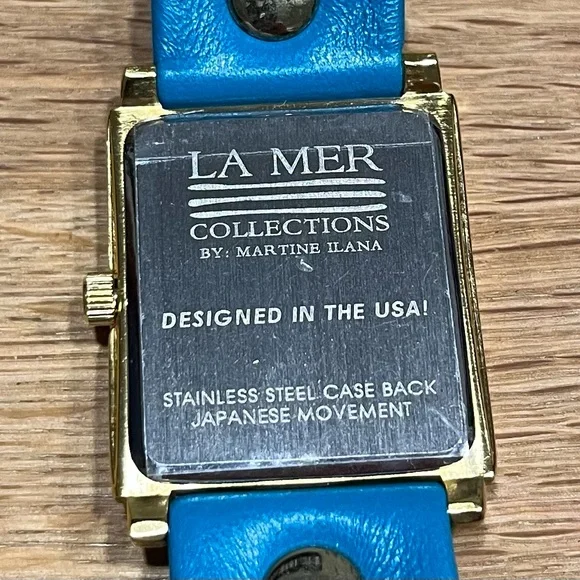 LA MER
COLLECTIONS
BY: MARTINE ILANA
DESIGNED IN THE USA!
STAINLESS STEEL CASE BACK
JAPANESE MOVEMENT